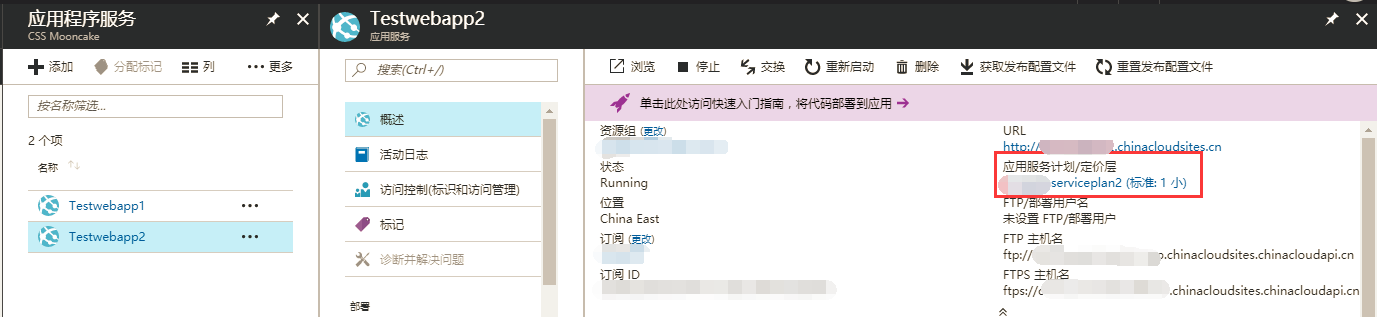 应用程序服务
CSS Mooncake
添加
分配标记
列
更多
按名称筛选...
2 个项
名称
Testwebapp1
Testwebapp2
Testwebapp2
应用服务
搜索(Ctrl+/)
概述
活动日志
访问控制(标识和访问管理)
标记
诊断并解决问题
部署
浏览
停止
交换
重新启动
删除
获取发布配置文件
重置发布配置文件
单击此处访问快速入门指南，将代码部署到应用
资源组 (更改)
状态
Running
位置
China East
订阅 (更改)
订阅 ID
URL
http://.chinacloudsites.cn
应用服务计划/定价层
serviceplan2 (标准: 1 小)
FTP/部署用户名
未设置 FTP/部署用户
FTP 主机名
ftp://.chinacloudsites.chinacloudapi.cn
FTPS 主机名
ftps://.chinacloudsites.chinacloudapi.cn